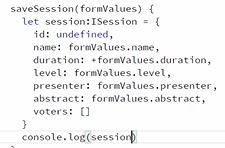 saveSession(formValues) {
let session:ISession = {
id: undefined,
name: formValues.name,
duration: +formValues.duration,
level: formValues.level,
presenter: formValues.presenter,
abstract: formValues.abstract,
voters: []
}
console.log(session)